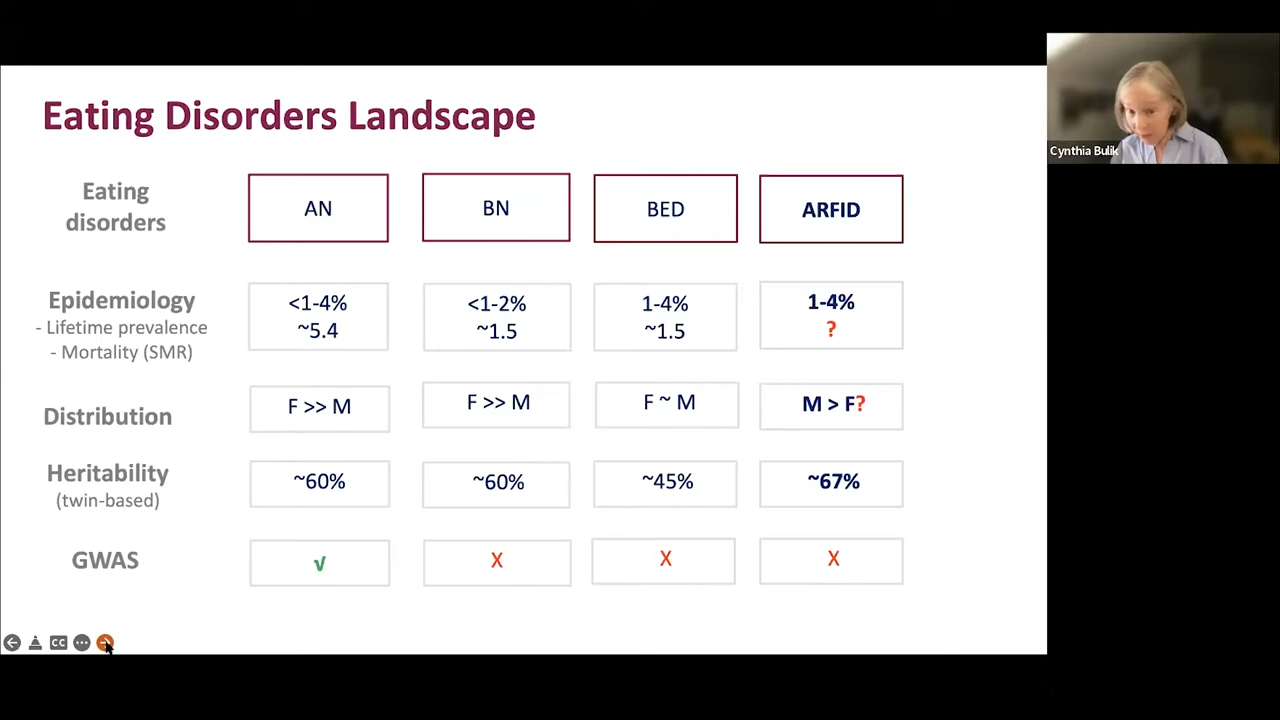 Eating Disorders Landscape
Cynthia Bulik
Eating
disorders
AN
BN
BED
ARFID
Epidemiology
- Lifetime prevalence
- Mortality (SMR)
<1-4%
~5.4
<1-2%
~1.5
1-4%
~1.5
1-4%
?
Distribution
F >> M
F >> M
F ~ M
M > F?
Heritability
(twin-based)
~60%
~60%
~45%
~67%
GWAS
√
X
X
X
CC